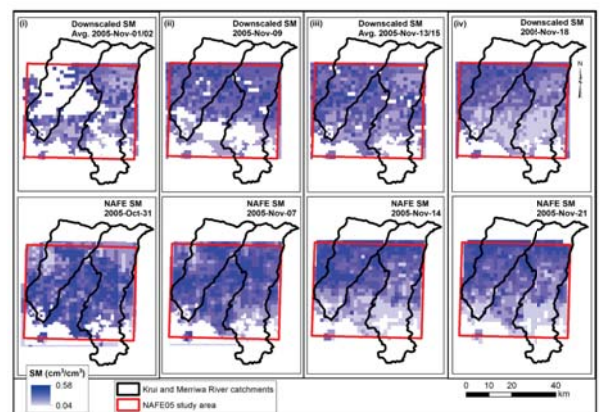 (i)
Downscaled SM
Avg. 2005-Nov-01/02
(ii)
Downscaled SM
2005-Nov-09
(iii)
Downscaled SM
Avg. 2005-Nov-13/15
(iv)
Downscaled SM
2005-Nov-18
N
NAFE SM
2005-Oct-31
NAFE SM
2005-Nov-07
NAFE SM
2005-Nov-14
NAFE SM
2005-Nov-21
SM (cm³/cm³)
0.58
0.04
Krui and Merriwa River catchments
NAFE05 study area
0 10 20 40
km